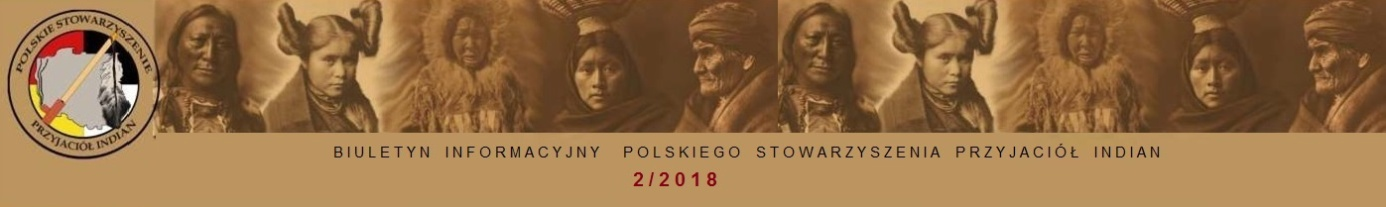 POLSKIE STOWARZYSZENIE
PRZYJACIÓŁ INDIAN
BIULETYN INFORMACYJNY POLSKIEGO STOWARZYSZENIA PRZYJACIÓŁ INDIAN
2/2018